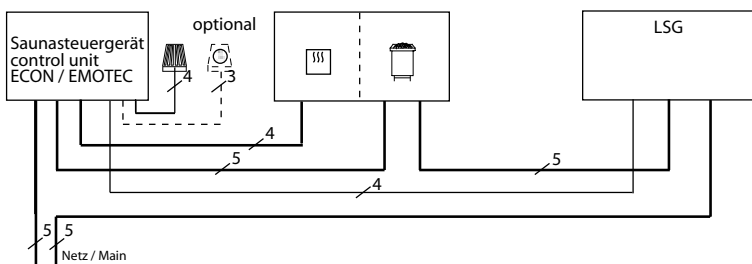 Saunasteuergerät
control unit
ECON / EMOTEC
optional
LSG
4
3
4
5
5
4
5
5
Netz / Main